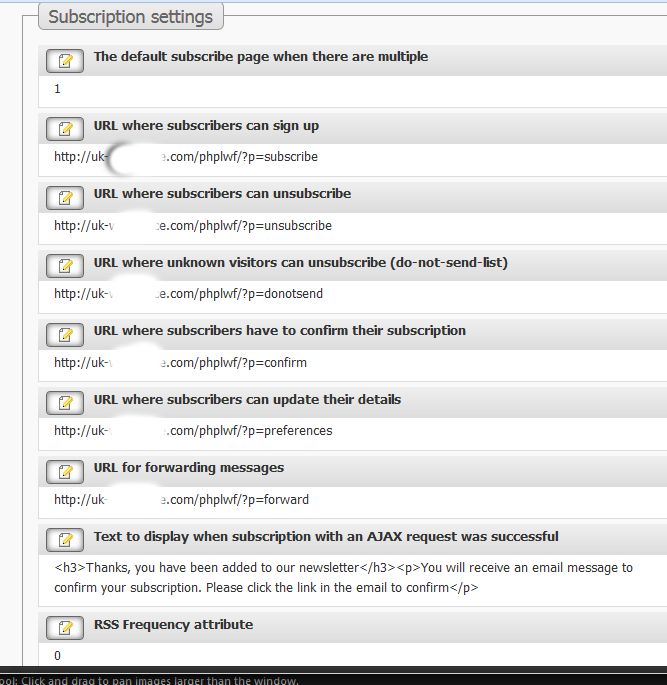 Subscription settings
The default subscribe page when there are multiple
1
URL where subscribers can sign up
http://uk- .com/phplwf/?p=subscribe
URL where subscribers can unsubscribe
http://uk- e.com/phplwf/?p=unsubscribe
URL where unknown visitors can unsubscribe (do-not-send-list)
http://uk- e.com/phplwf/?p=donotsend
URL where subscribers have to confirm their subscription
http://uk- e.com/phplwf/?p=confirm
URL where subscribers can update their details
http://uk- e.com/phplwf/?p=preferences
URL for forwarding messages
http://uk- e.com/phplwf/?p=forward
Text to display when subscription with an AJAX request was successful
<h3>Thanks, you have been added to our newsletter</h3><p>You will receive an email message to
confirm your subscription. Please click the link in the email to confirm</p>
RSS Frequency attribute
0
ool: Click and drag to pan images larger than the window.